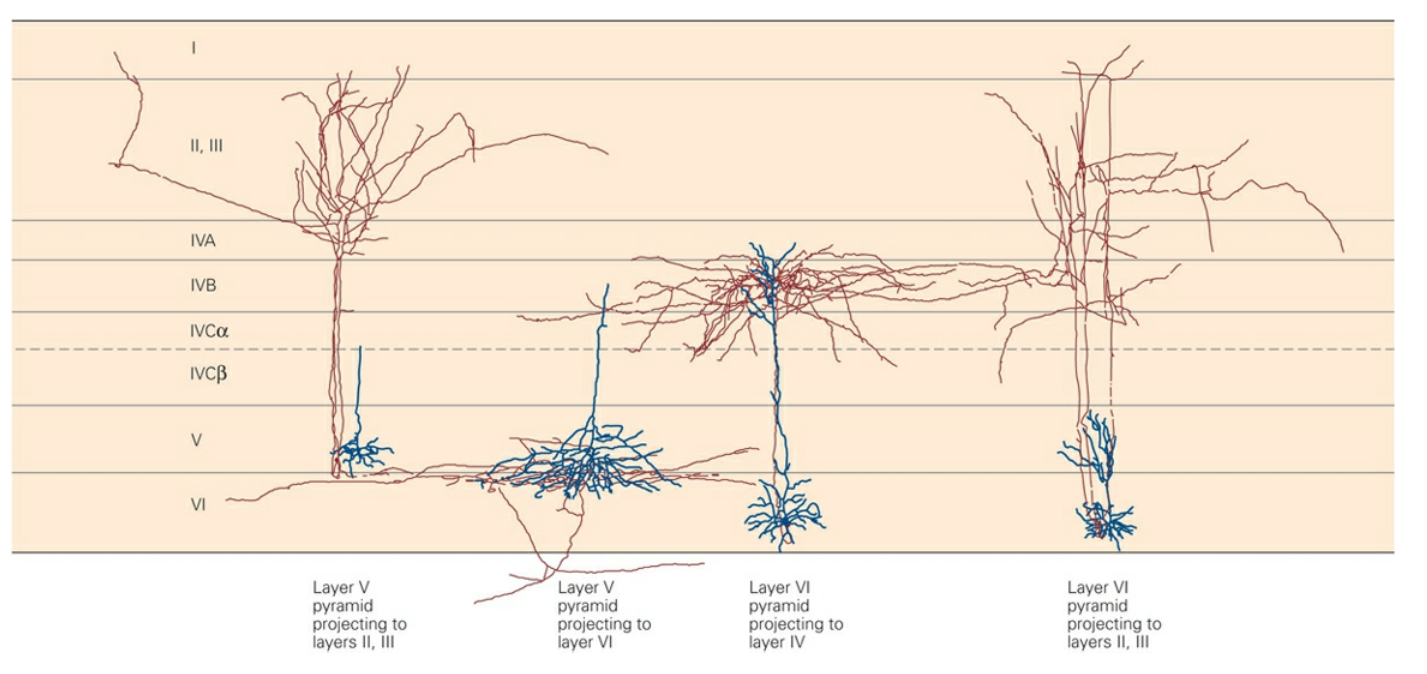 I
II, III
IVA
IVB
IVCα
IVCβ
V
VI
Layer V
pyramid
projecting to
layers II, III
Layer V
pyramid
projecting to
layer VI
Layer VI
pyramid
projecting to
layer IV
Layer VI
pyramid
projecting to
layers II, III